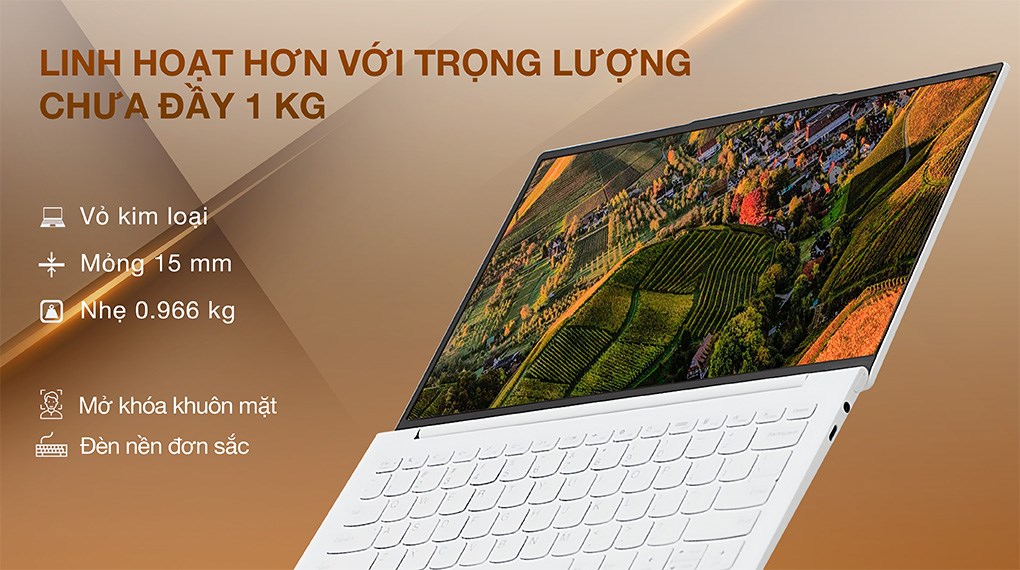 LINH HOẠT HƠN VỚI TRỌNG LƯỢNG
CHƯA ĐẦY 1 KG
Vỏ kim loại
Mỏng 15 mm
Nhẹ 0.966 kg
Mở khóa khuôn mặt
Đèn nền đơn sắc